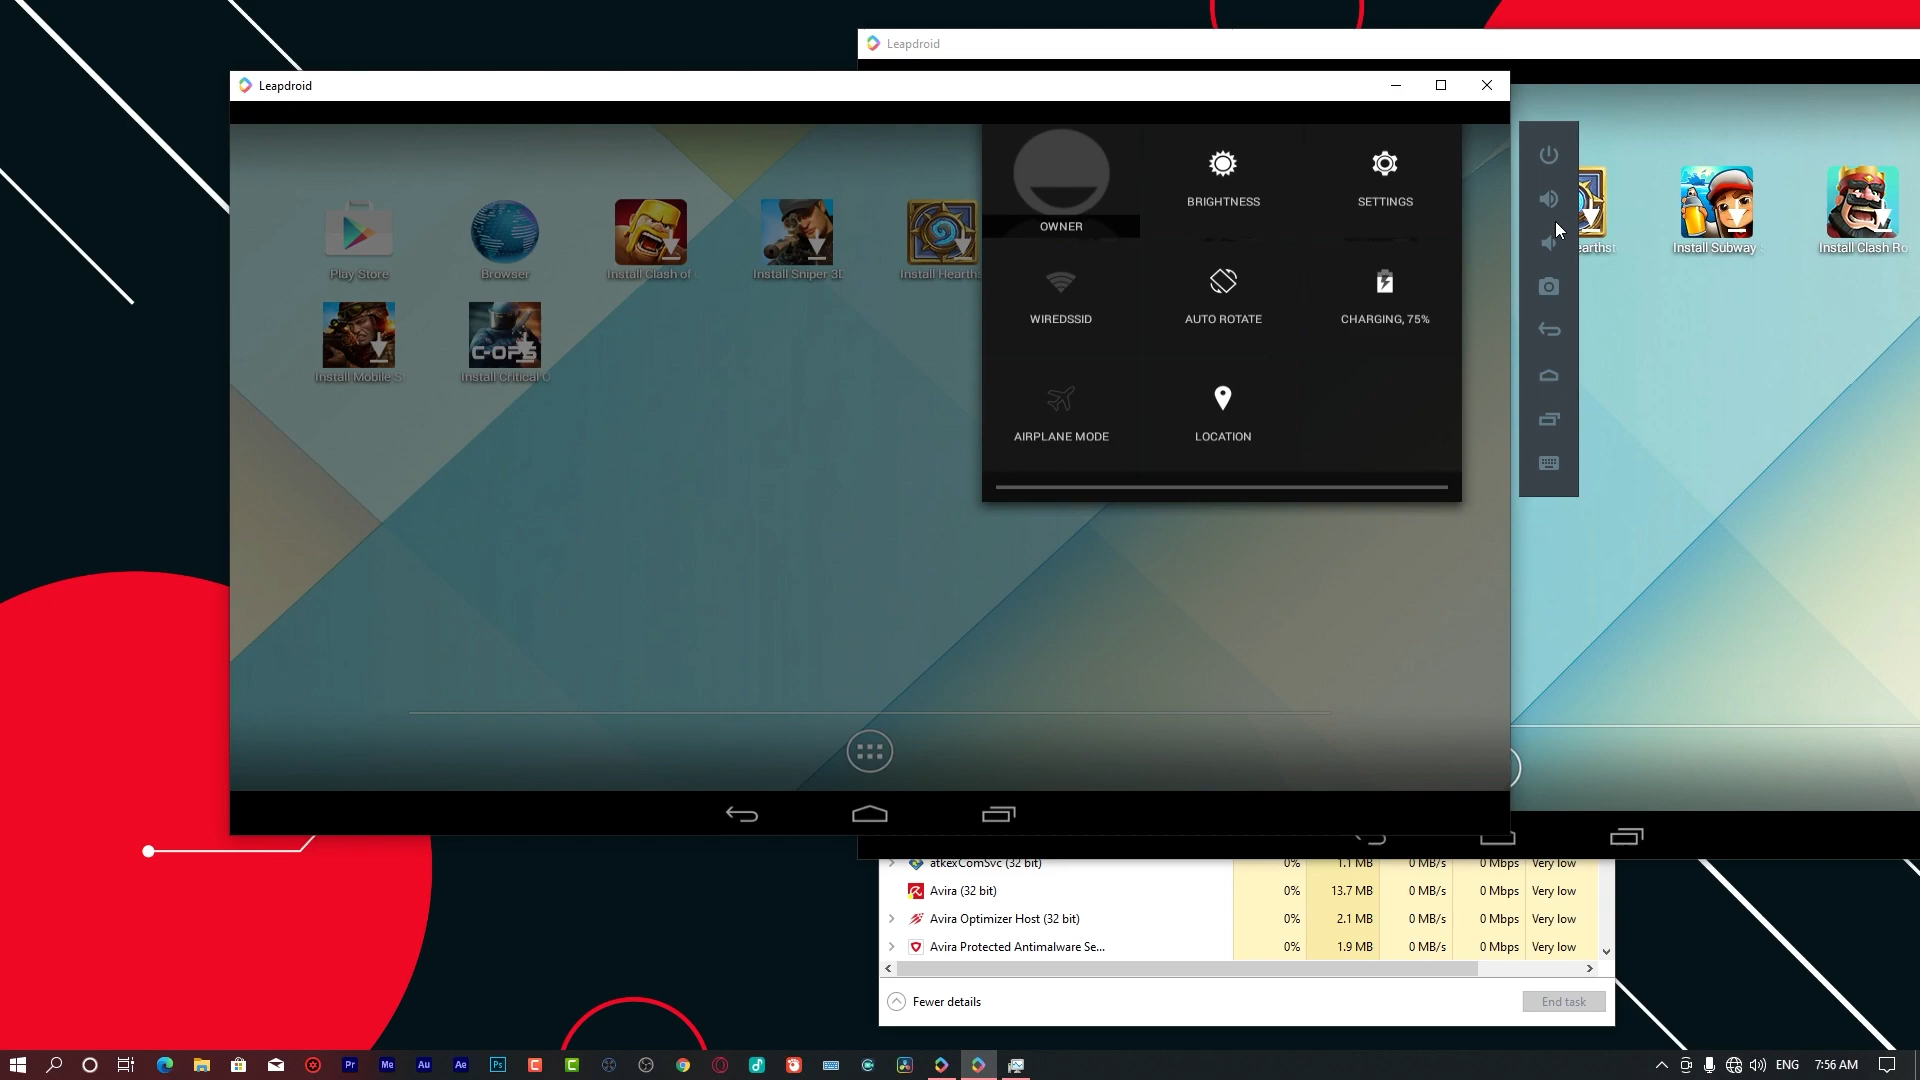 Leapdroid
Leapdroid
OWNER
BRIGHTNESS
SETTINGS
WIREDSSID
AUTO ROTATE
CHARGING, 75%
AIRPLANE MODE
LOCATION
Play Store
Browser
Install Clash of
Install Sniper 3D
Install Hearths
Install Mobile S
C-OPS
Install Critical O
earthst
Install Subway
Install Clash Ro
atkexComSvc (32 bit) 0% 1.1 MB 0 MB/s 0 Mbps Very low
Avira (32 bit) 0% 13.7 MB 0 MB/s 0 Mbps Very low
Avira Optimizer Host (32 bit) 0% 2.1 MB 0 MB/s 0 Mbps Very low
Avira Protected Antimalware Se... 0% 1.9 MB 0 MB/s 0 Mbps Very low
Fewer details
End task
Pr Me Au Ae Ps C C
ENG
7:56 AM